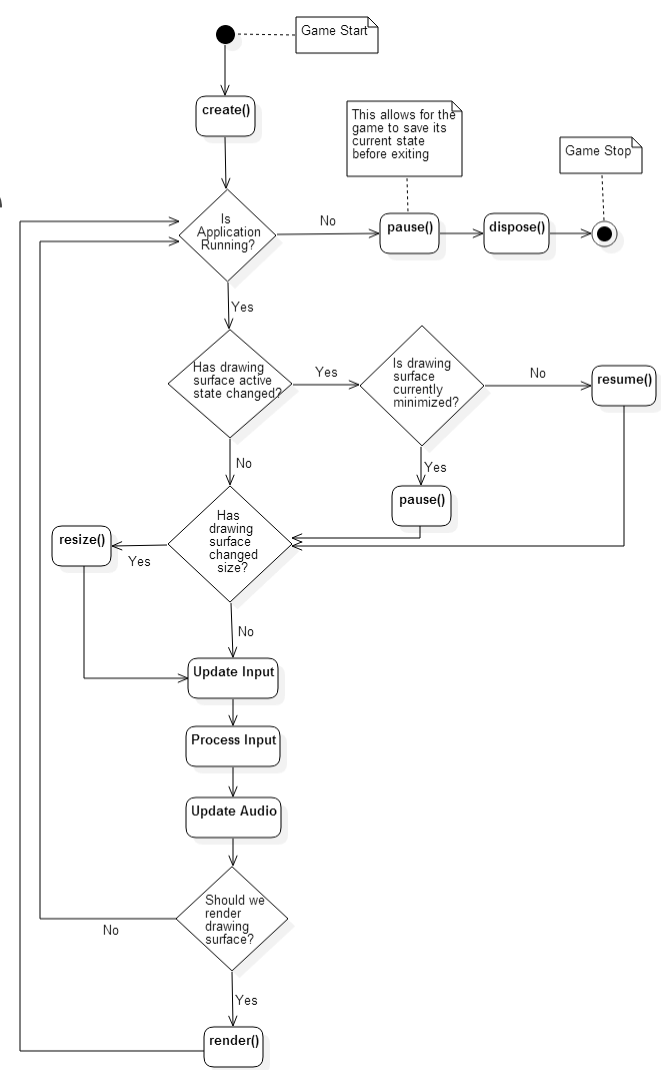 Game Start
create()
This allows for the
game to save its
current state
before exiting
Game Stop
Is
Application
Running?
No
pause()
dispose()
Yes
Has drawing
surface active
state changed?
Yes
Is drawing
surface
currently
minimized?
No
resume()
No
Yes
pause()
Has
drawing
surface
changed
size?
resize()
Yes
No
Update Input
Process Input
Update Audio
Should we
render
drawing
surface?
No
Yes
render()